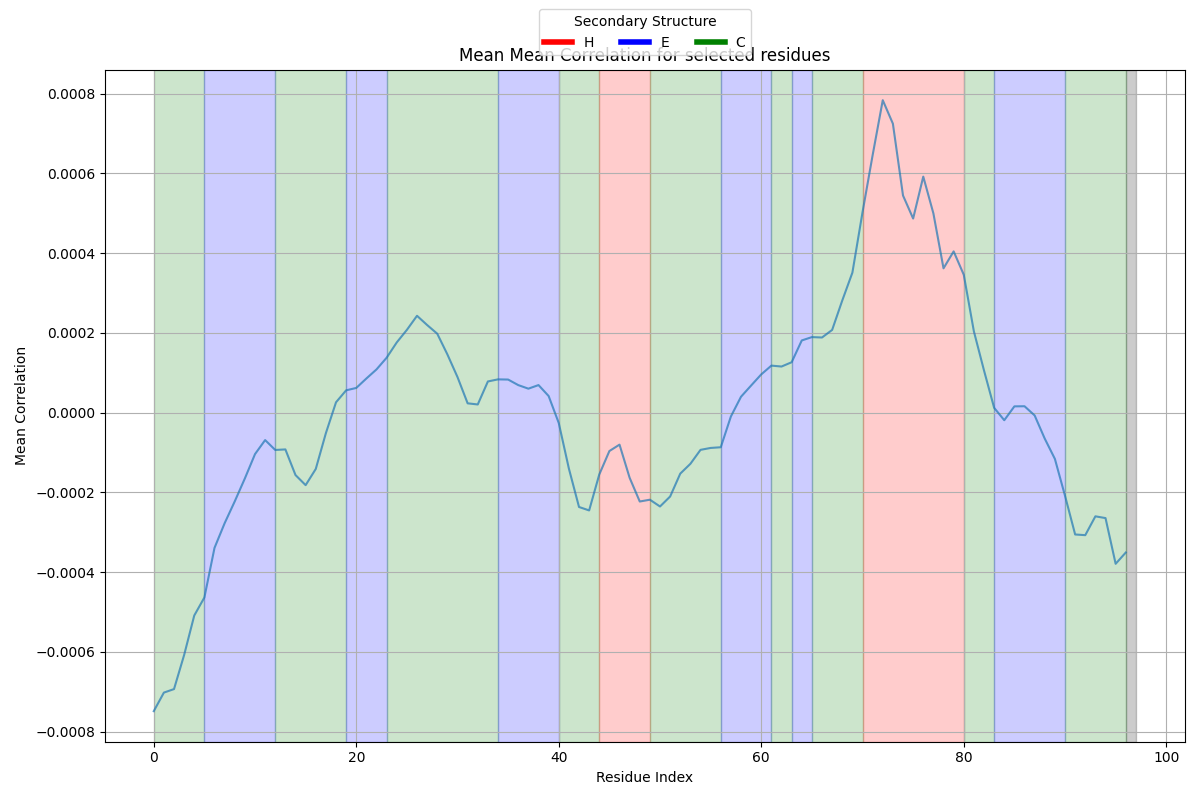 Secondary Structure
H E C
Mean Mean Correlation for selected residues
0.0008
0.0006
0.0004
0.0002
0.0000
−0.0002
−0.0004
−0.0006
−0.0008
Mean Correlation
0 20 40 60 80 100
Residue Index